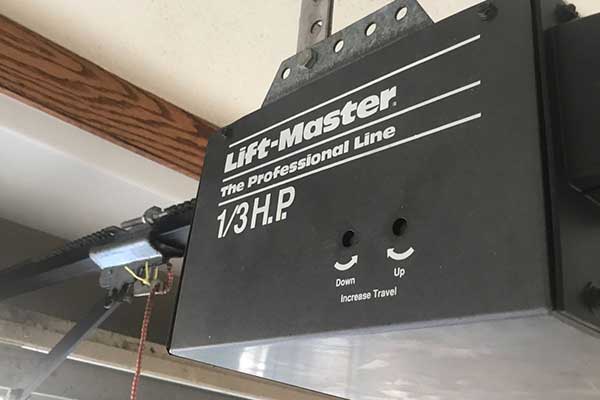 Lift-Master.
The Professional Line
1/3 H.P.
Down Up
Increase Travel